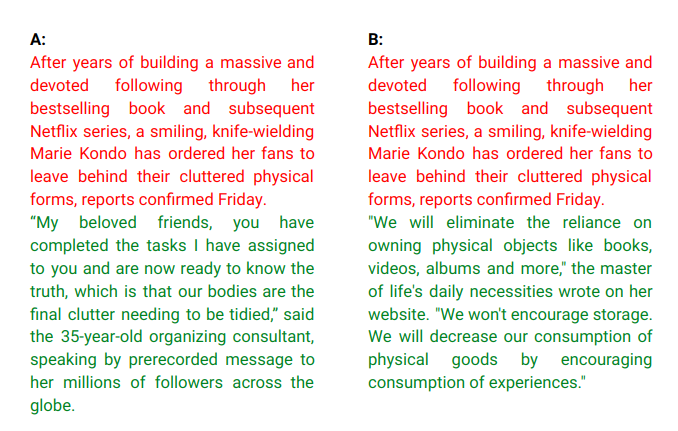 A:
After years of building a massive and
devoted following through her
bestselling book and subsequent
Netflix series, a smiling, knife-wielding
Marie Kondo has ordered her fans to
leave behind their cluttered physical
forms, reports confirmed Friday.
“My beloved friends, you have
completed the tasks I have assigned
to you and are now ready to know the
truth, which is that our bodies are the
final clutter needing to be tidied,” said
the 35-year-old organizing consultant,
speaking by prerecorded message to
her millions of followers across the
globe.
B:
After years of building a massive and
devoted following through her
bestselling book and subsequent
Netflix series, a smiling, knife-wielding
Marie Kondo has ordered her fans to
leave behind their cluttered physical
forms, reports confirmed Friday.
"We will eliminate the reliance on
owning physical objects like books,
videos, albums and more," the master
of life's daily necessities wrote on her
website. "We won't encourage storage.
We will decrease our consumption of
physical goods by encouraging
consumption of experiences."